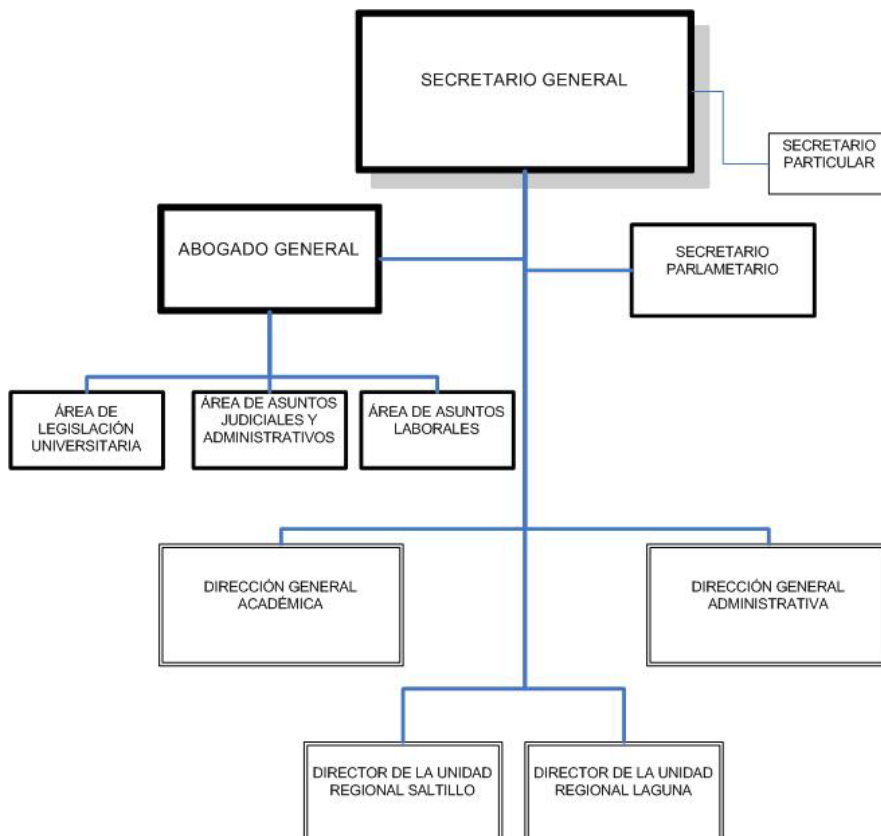 SECRETARIO GENERAL
SECRETARIO
PARTICULAR
ABOGADO GENERAL
SECRETARIO
PARLAMETARIO
ÁREA DE
LEGISLACIÓN
UNIVERSITARIA
ÁREA DE ASUNTOS
JUDICIALES Y
ADMINISTRATIVOS
ÁREA DE ASUNTOS
LABORALES
DIRECCIÓN GENERAL
ACADÉMICA
DIRECCIÓN GENERAL
ADMINISTRATIVA
DIRECTOR DE LA UNIDAD
REGIONAL SALTILLO
DIRECTOR DE LA UNIDAD
REGIONAL LAGUNA